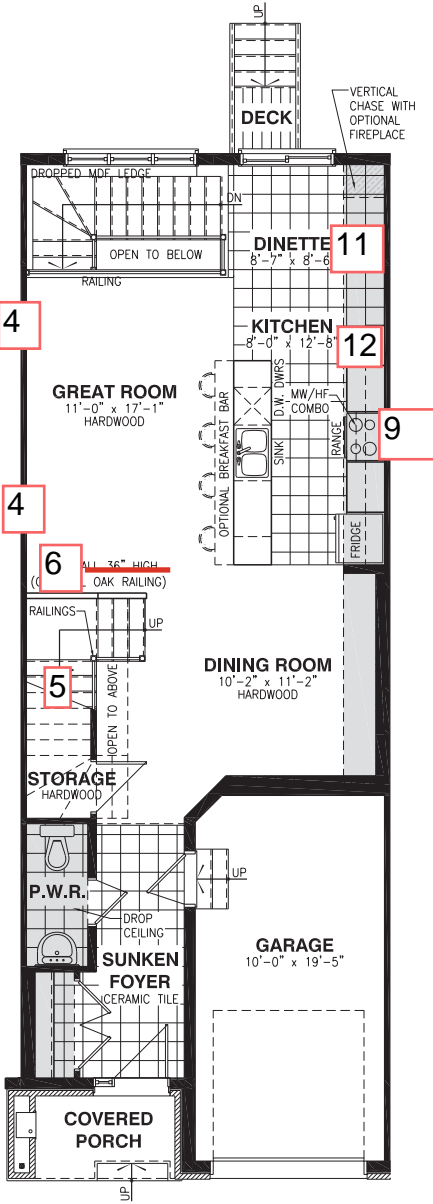 UP
DECK
VERTICAL
CHASE WITH
OPTIONAL
FIREPLACE
DROPPED MDF LEDGE
DN
OPEN TO BELOW
DINETTE
8'-7" x 8'-6
11
RAILING
4
KITCHEN
8'-0" x 12'-8"
12
GREAT ROOM
11'-0" x 17'-1"
HARDWOOD
OPTIONAL BREAKFAST BAR
D.W. DWRS
SINK
MW/HF
COMBO
RANGE
9
4
FRIDGE
6
ALL 36" HIGH
OAK RAILING)
RAILINGS
UP
5
OPEN TO ABOVE
DINING ROOM
10'-2" x 11'-2"
HARDWOOD
STORAGE
HARDWOOD
P.W.R.
DROP
CEILING
UP
SUNKEN
FOYER
CERAMIC TILE
GARAGE
10'-0" x 19'-5"
COVERED
PORCH
UP